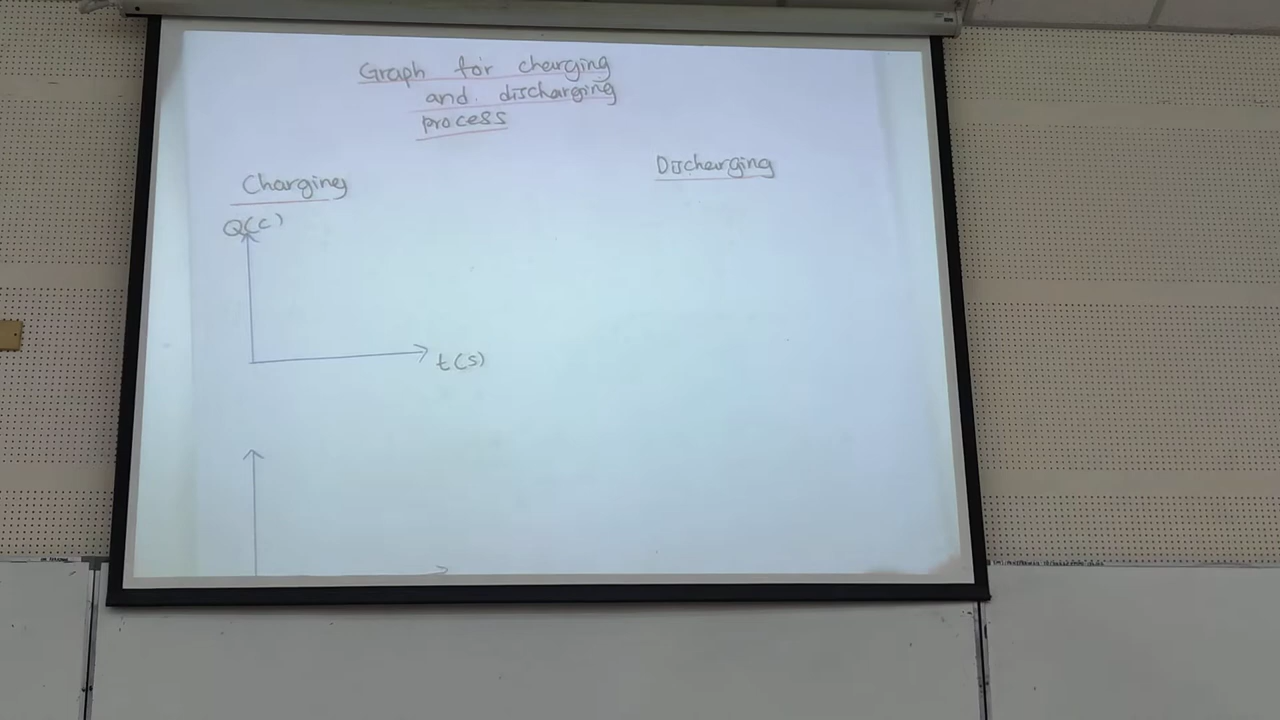 Graph for charging
and discharging
process
Discharging
Charging
Q(C)
t(s)